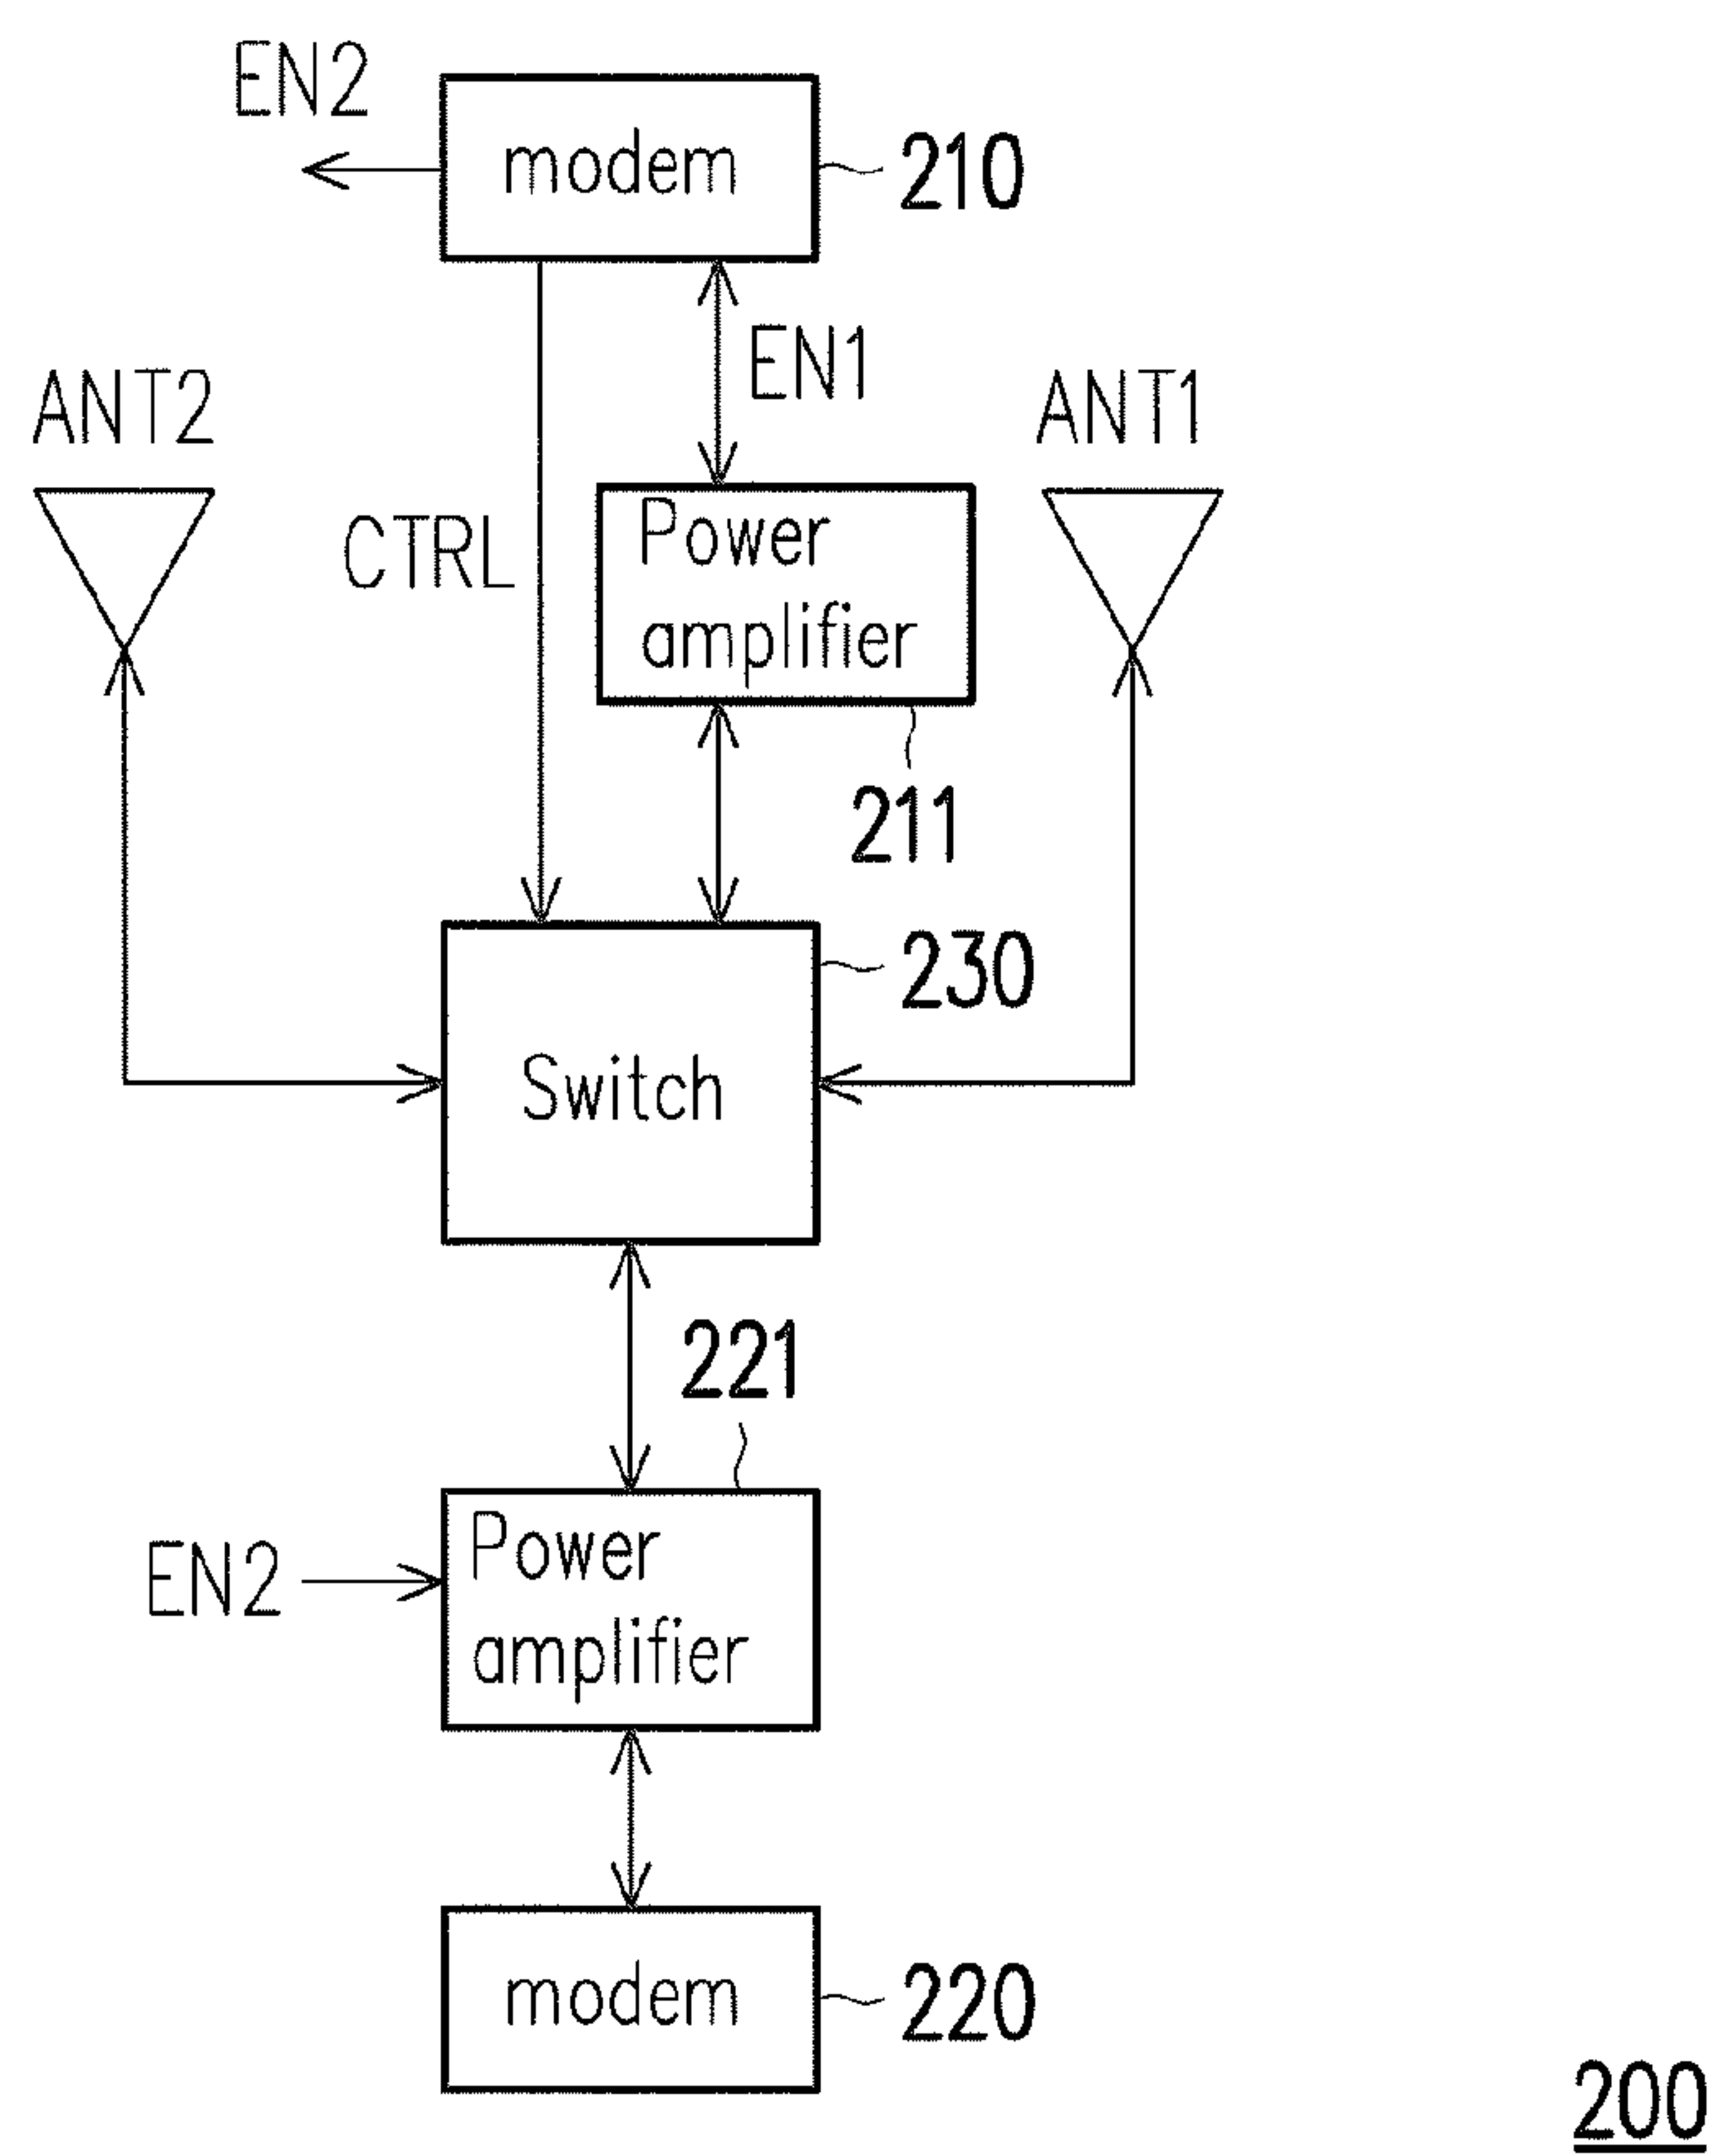 EN2
modem
210
EN1
ANT2
ANT1
CTRL
Power
amplifier
211
230
Switch
221
EN2
Power
amplifier
modem
220
200